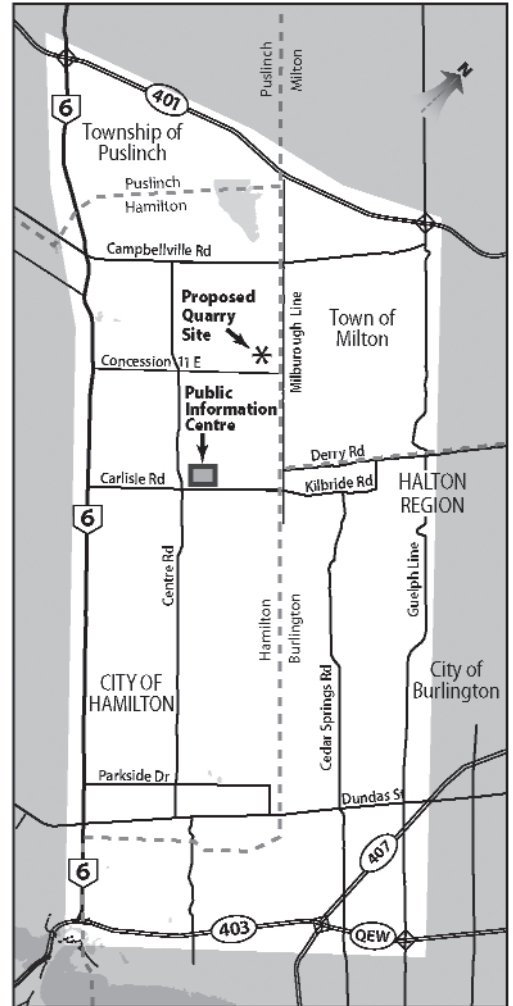 Puslinch
Milton
N
6
401
Township of
Puslinch
Puslinch
Hamilton
Campbellville Rd
Proposed
Quarry
Site
Milburough Line
Town of
Milton
Concession 11 E
Public
Information
Centre
Derry Rd
Carlisle Rd
Kilbride Rd
HALTON
REGION
6
Centre Rd
Guelph Line
Hamilton
Burlington
CITY OF
HAMILTON
Cedar Springs Rd
City of
Burlington
Parkside Dr
Dundas St
6
407
403
QEW